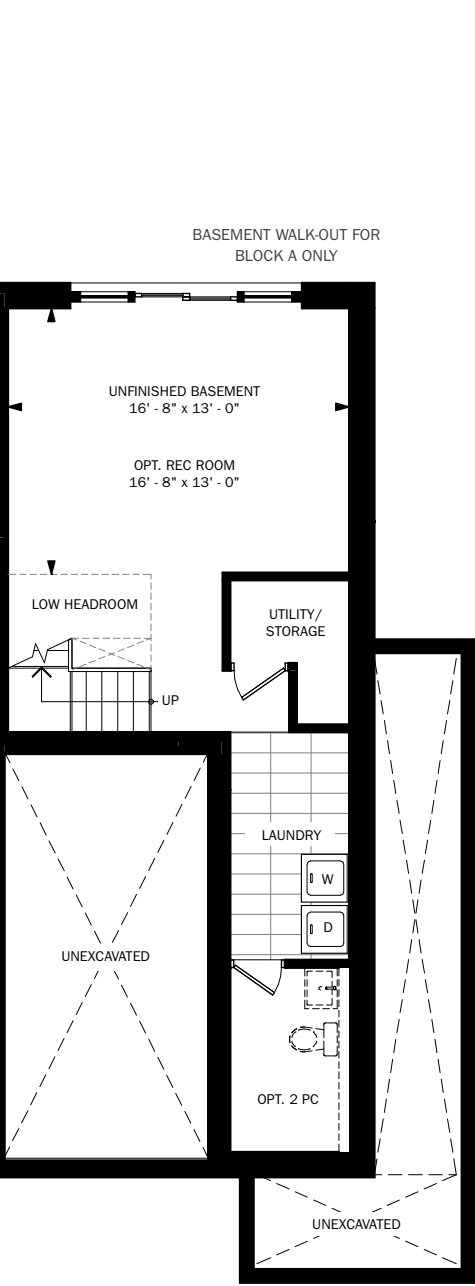 BASEMENT WALK-OUT FOR
BLOCK A ONLY
UNFINISHED BASEMENT
16' - 8" x 13' - 0"
OPT. REC ROOM
16' - 8" x 13' - 0"
LOW HEADROOM
UTILITY/
STORAGE
UP
LAUNDRY
W
D
UNEXCAVATED
OPT. 2 PC
UNEXCAVATED